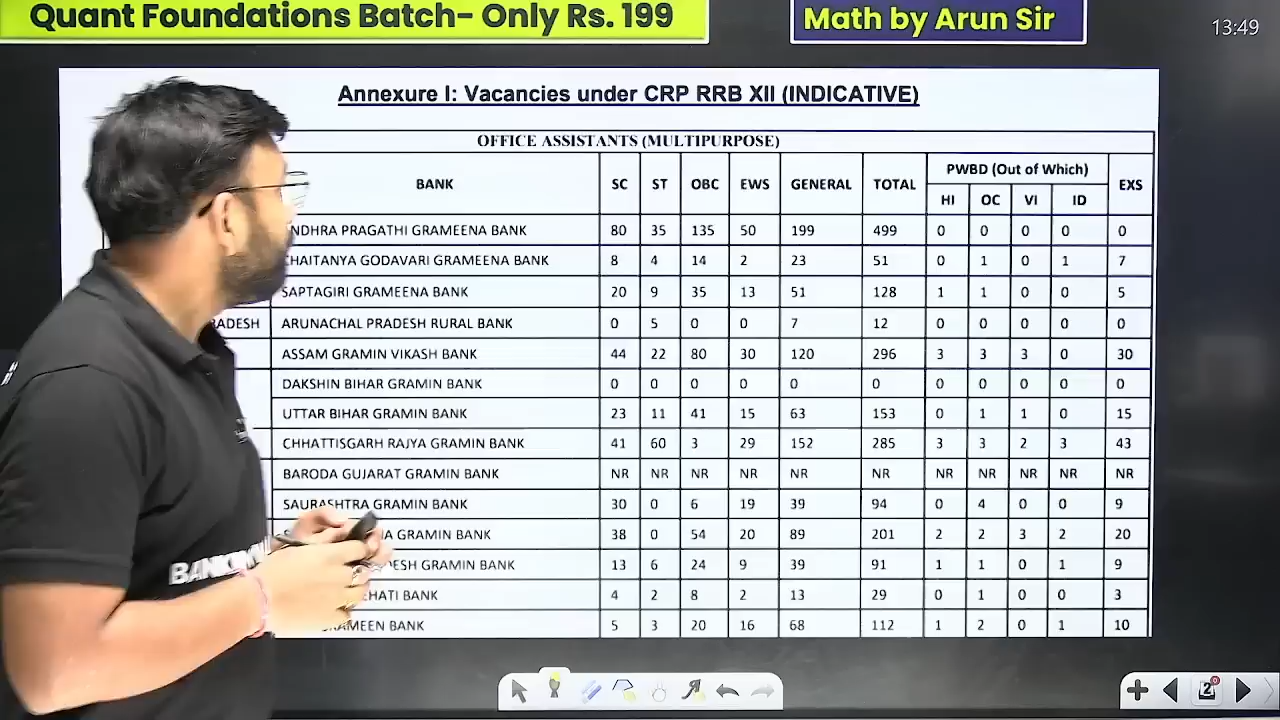 Quant Foundations Batch- Only Rs. 199
Math by Arun Sir
13:49
Annexure I: Vacancies under CRP RRB XII (INDICATIVE)
OFFICE ASSISTANTS (MULTIPURPOSE)
BANK SC ST OBC EWS GENERAL TOTAL PWBD (Out of Which) EXS
HI OC VI ID
NDHRA PRAGATHI GRAMEENA BANK 80 35 135 50 199 499 0 0 0 0 0
CHAITANYA GODAVARI GRAMEENA BANK 8 4 14 2 23 51 0 1 0 1 7
SAPTAGIRI GRAMEENA BANK 20 9 35 13 51 128 1 1 0 0 5
RADESH ARUNACHAL PRADESH RURAL BANK 0 5 0 0 7 12 0 0 0 0 0
ASSAM GRAMIN VIKASH BANK 44 22 80 30 120 296 3 3 3 0 30
DAKSHIN BIHAR GRAMIN BANK 0 0 0 0 0 0 0 0 0 0 0
UTTAR BIHAR GRAMIN BANK 23 11 41 15 63 153 0 1 1 0 15
CHHATTISGARH RAJYA GRAMIN BANK 41 60 3 29 152 285 3 3 2 3 43
BARODA GUJARAT GRAMIN BANK NR NR NR NR NR NR NR NR NR NR NR
SAURASHTRA GRAMIN BANK 30 0 6 19 39 94 0 4 0 0 9
GRAMIN BANK 38 0 54 20 89 201 2 2 3 2 20
DESH GRAMIN BANK 13 6 24 9 39 91 1 1 0 1 9
EHATI BANK 4 2 8 2 13 29 0 1 0 0 3
GRAMEEN BANK 5 3 20 16 68 112 1 2 0 1 10
2